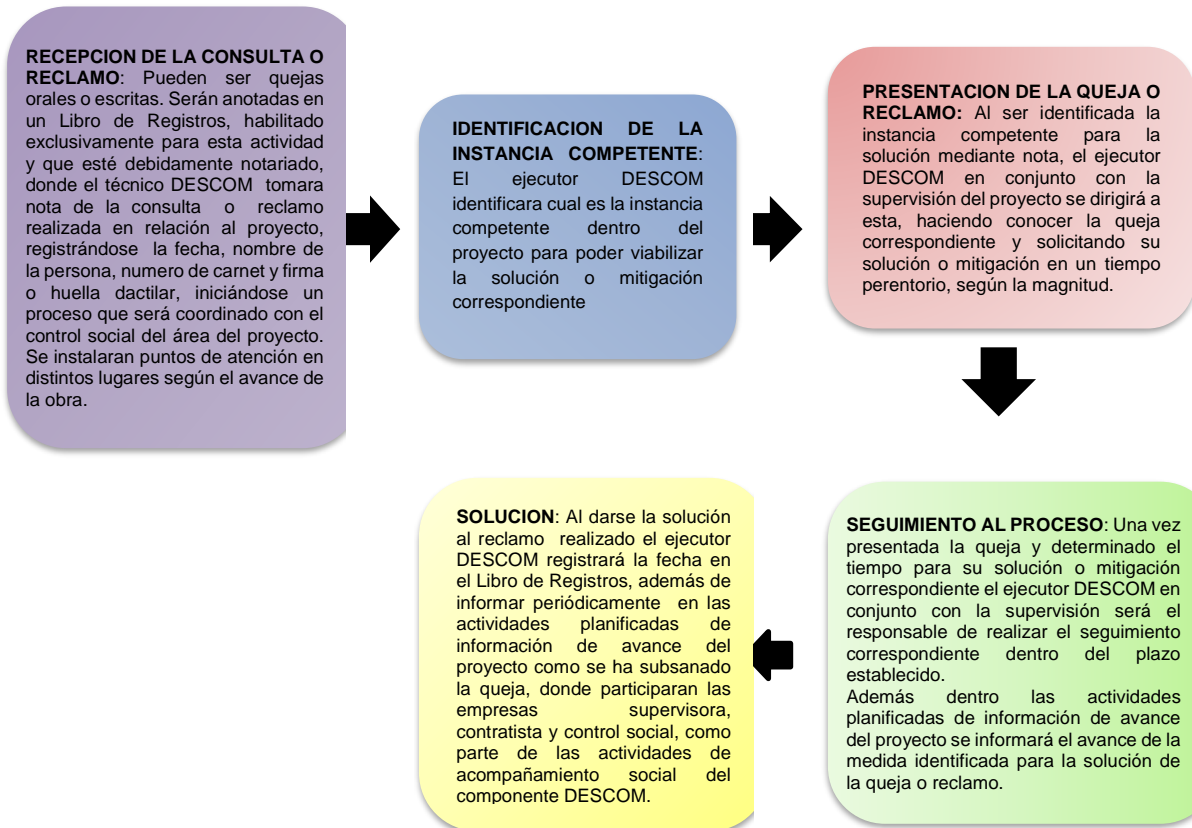 RECEPCION DE LA CONSULTA O
RECLAMO: Pueden ser quejas
orales o escritas. Serán anotadas en
un Libro de Registros, habilitado
exclusivamente para esta actividad
y que esté debidamente notariado,
donde el técnico DESCOM tomara
nota de la consulta o reclamo
realizada en relación al proyecto,
registrándose la fecha, nombre de
la persona, numero de carnet y firma
o huella dactilar, iniciándose un
proceso que será coordinado con el
control social del área del proyecto.
Se instalaran puntos de atención en
distintos lugares según el avance de
la obra.
IDENTIFICACION DE LA
INSTANCIA COMPETENTE:
El ejecutor DESCOM
identificara cual es la instancia
competente dentro del
proyecto para poder viabilizar
la solución o mitigación
correspondiente
PRESENTACION DE LA QUEJA O
RECLAMO: Al ser identificada la
instancia competente para la
solución mediante nota, el ejecutor
DESCOM en conjunto con la
supervisión del proyecto se dirigirá a
esta, haciendo conocer la queja
correspondiente y solicitando su
solución o mitigación en un tiempo
perentorio, según la magnitud.
SEGUIMIENTO AL PROCESO: Una vez
presentada la queja y determinado el
tiempo para su solución o mitigación
correspondiente el ejecutor DESCOM en
conjunto con la supervisión será el
responsable de realizar el seguimiento
correspondiente dentro del plazo
establecido.
Además dentro las actividades
planificadas de información de avance
del proyecto se informará el avance de la
medida identificada para la solución de
la queja o reclamo.
SOLUCION: Al darse la solución
al reclamo realizado el ejecutor
DESCOM registrará la fecha en
el Libro de Registros, además de
informar periódicamente en las
actividades planificadas de
información de avance del
proyecto como se ha subsanado
la queja, donde participaran las
empresas supervisora,
contratista y control social, como
parte de las actividades de
acompañamiento social del
componente DESCOM.